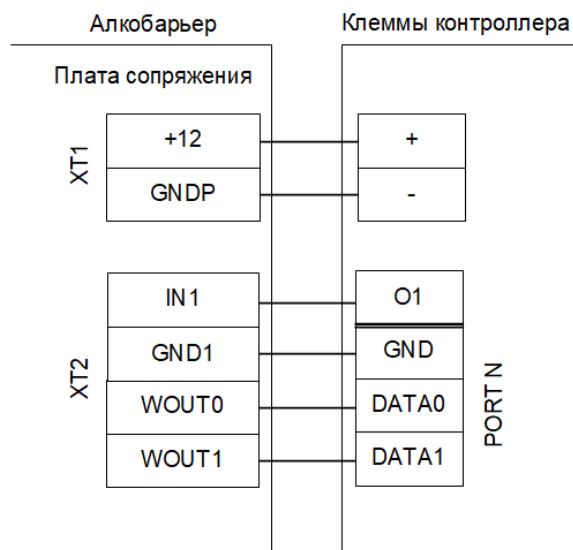 Алкобарьер
Клеммы контроллера
Плата сопряжения
XT1
+12
+
GNDP
-
XT2
IN1
O1
GND1
GND
WOUT0
DATA0
WOUT1
DATA1
PORT N